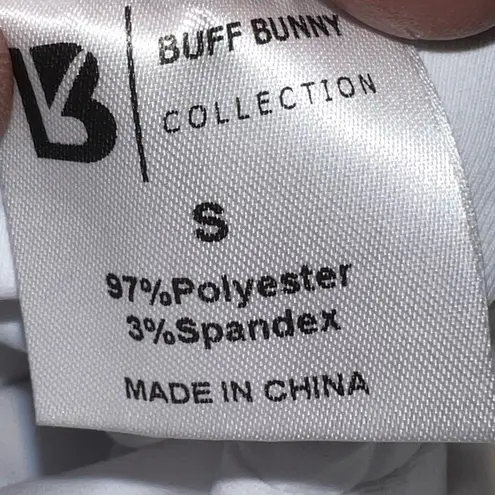 BUFF BUNNY
COLLECTION
S
97%Polyester
3%Spandex
MADE IN CHINA